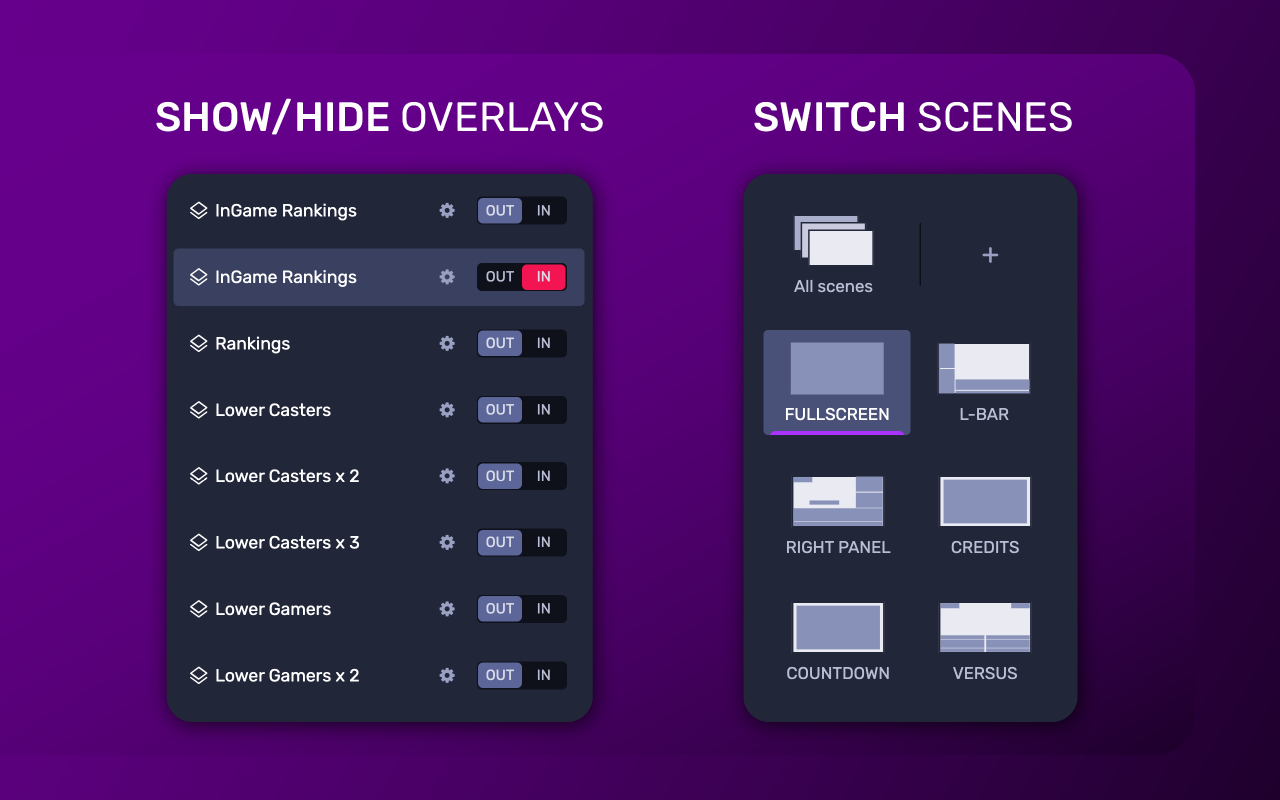 SHOW/HIDE OVERLAYS
InGame Rankings OUT IN
InGame Rankings OUT IN
Rankings OUT IN
Lower Casters OUT IN
Lower Casters x 2 OUT IN
Lower Casters x 3 OUT IN
Lower Gamers OUT IN
Lower Gamers x 2 OUT IN
SWITCH SCENES
All scenes +
FULLSCREEN L-BAR
RIGHT PANEL CREDITS
COUNTDOWN VERSUS